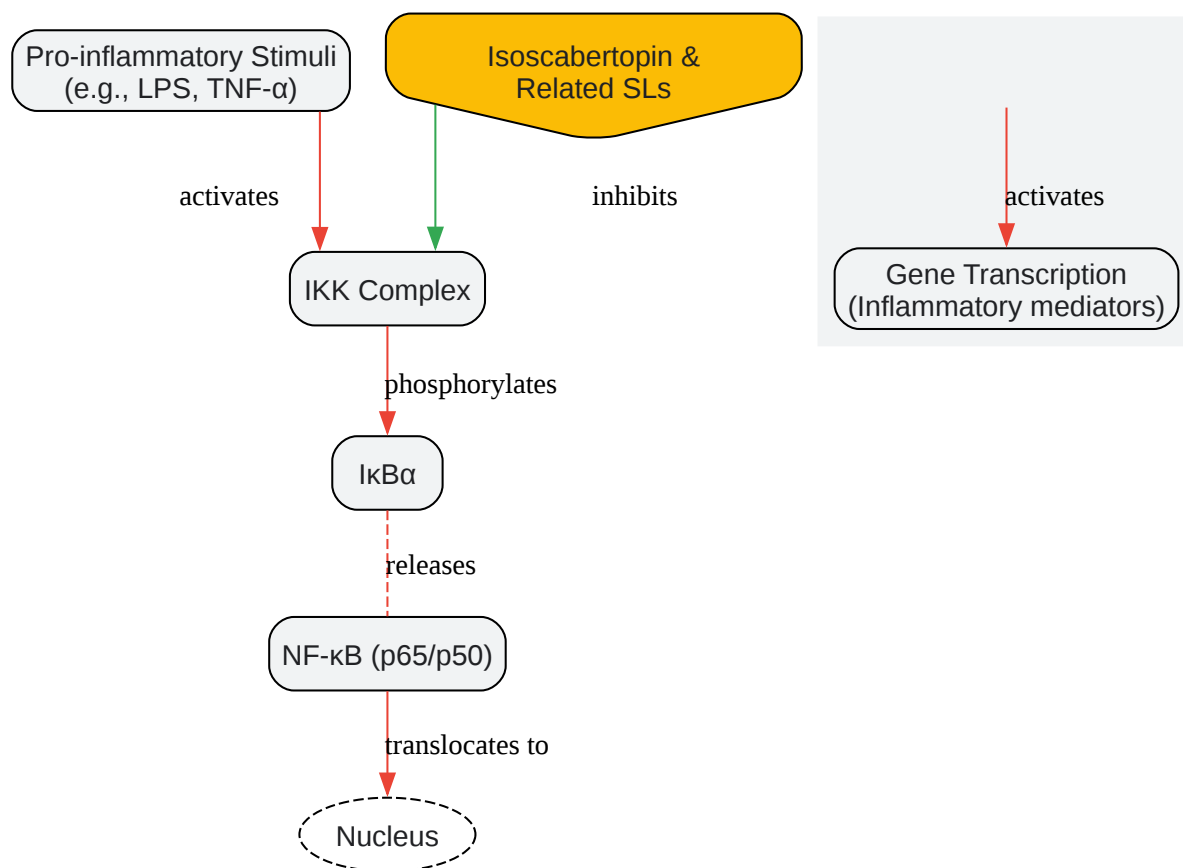 Pro-inflammatory Stimuli
(e.g., LPS, TNF-α)
Isoscabertopin &
Related SLs
activates
inhibits
activates
IKK Complex
Gene Transcription
(Inflammatory mediators)
phosphorylates
IκBα
releases
NF-κB (p65/p50)
translocates to
Nucleus